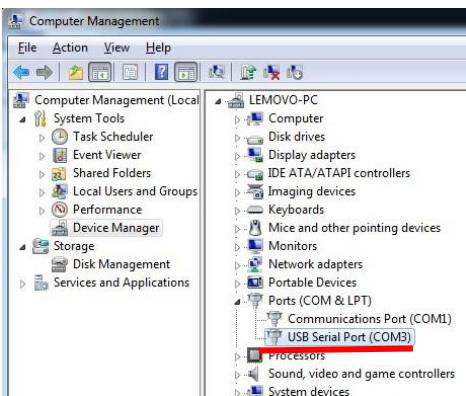 Computer Management
File Action View Help
Computer Management (Local
System Tools
Task Scheduler
Event Viewer
Shared Folders
Local Users and Groups
Performance
Device Manager
Storage
Disk Management
Services and Applications
LEMOVO-PC
Computer
Disk drives
Display adapters
IDE ATA/ATAPI controllers
Imaging devices
Keyboards
Mice and other pointing devices
Monitors
Network adapters
Portable Devices
Ports (COM & LPT)
Communications Port (COM1)
USB Serial Port (COM3)
Processors
Sound, video and game controllers
System devices